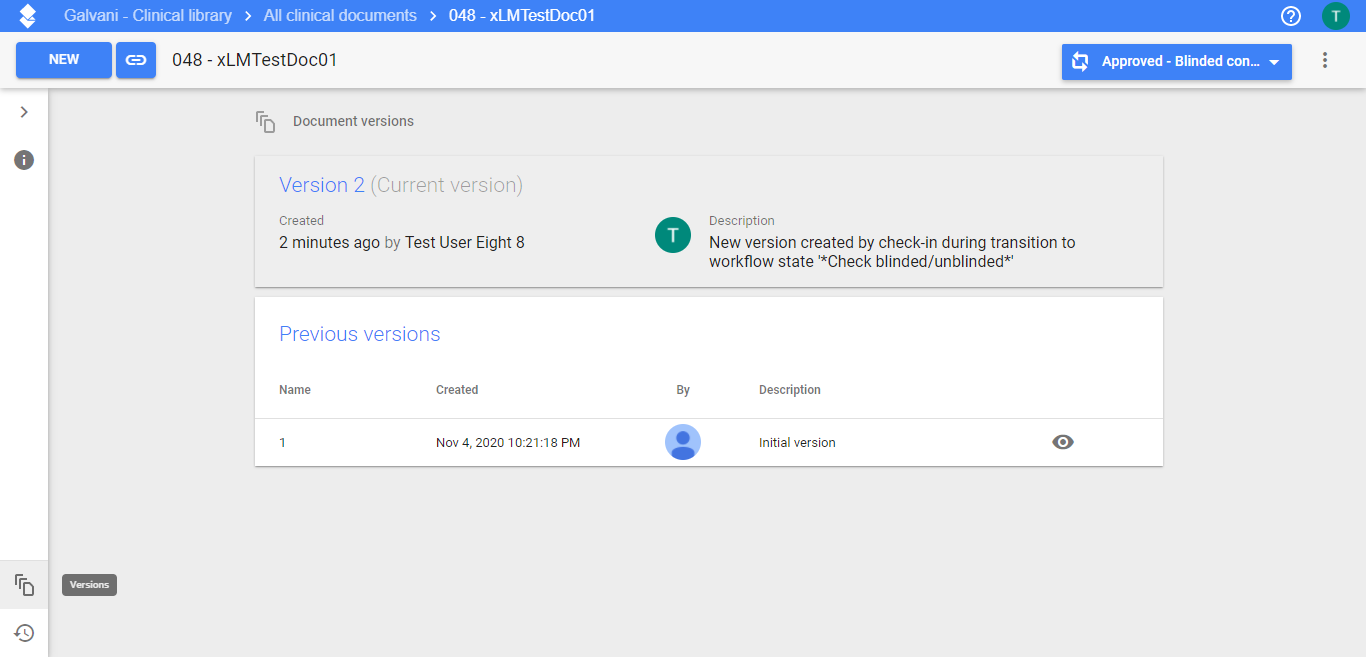 Galvani - Clinical library > All clinical documents > 048 - xLMTestDoc01
T
NEW
048 - xLMTestDoc01
Approved - Blinded con...
Document versions
Version 2 (Current version)
Created
2 minutes ago by Test User Eight 8
T
Description
New version created by check-in during transition to
workflow state '*Check blinded/unblinded*'
Previous versions
Name Created By Description
1 Nov 4, 2020 10:21:18 PM Initial version
Versions